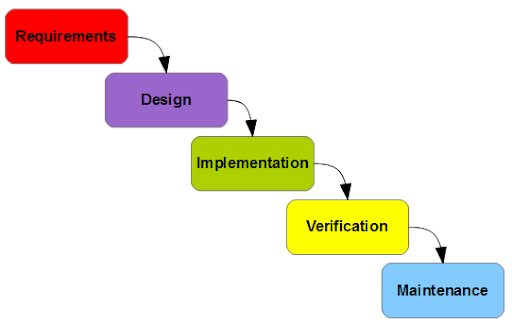 Requirements
Design
Implementation
Verification
Maintenance